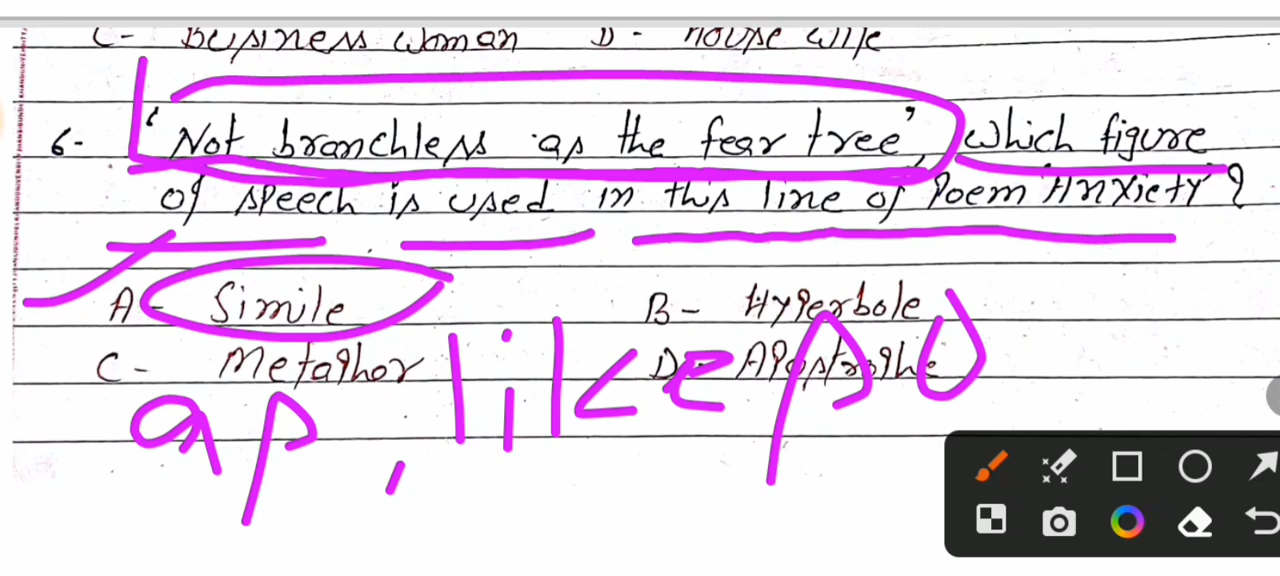 C- Business woman D- House wife
6- 'Not branchless as the fear tree', which figure
of speech is used in this line of Poem Anxiety?
A- Simile B- Hyperbole
C- Metaphor D- Apostrophe
as, like, so